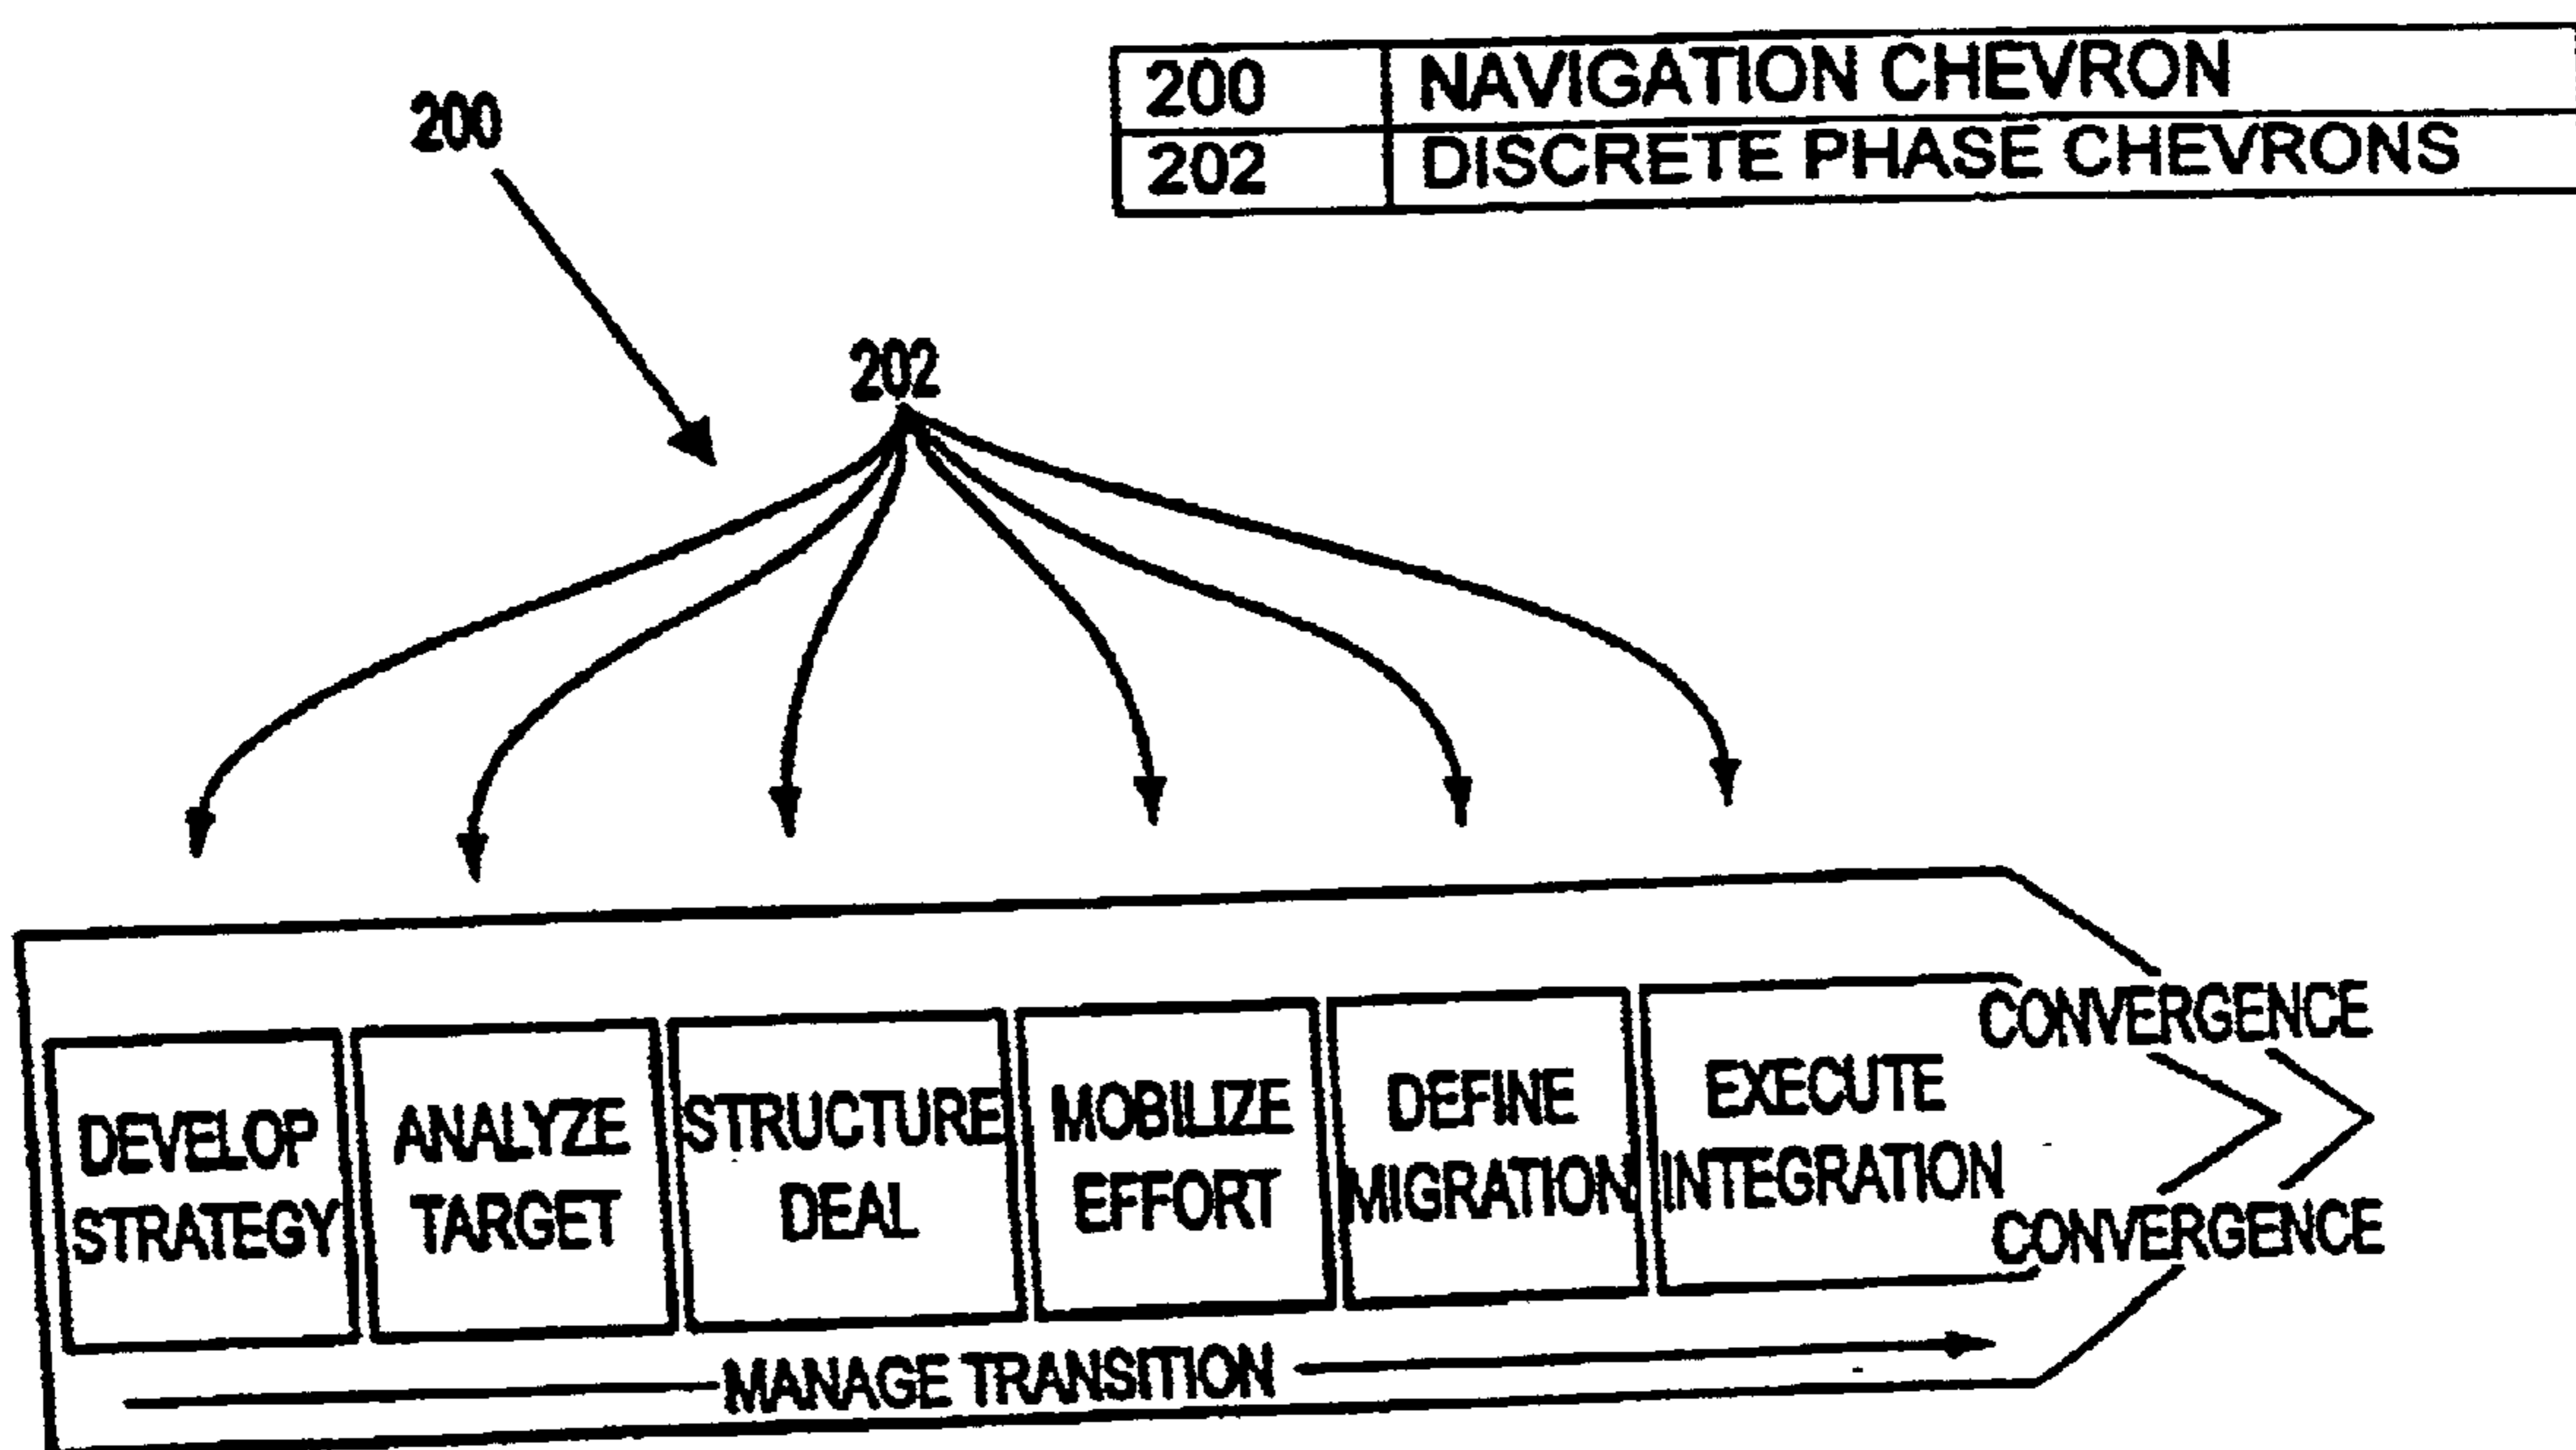 200 NAVIGATION CHEVRON
202 DISCRETE PHASE CHEVRONS
200
202
DEVELOP
STRATEGY
ANALYZE
TARGET
STRUCTURE
DEAL
MOBILIZE
EFFORT
DEFINE
MIGRATION
EXECUTE
INTEGRATION
CONVERGENCE
CONVERGENCE
MANAGE TRANSITION